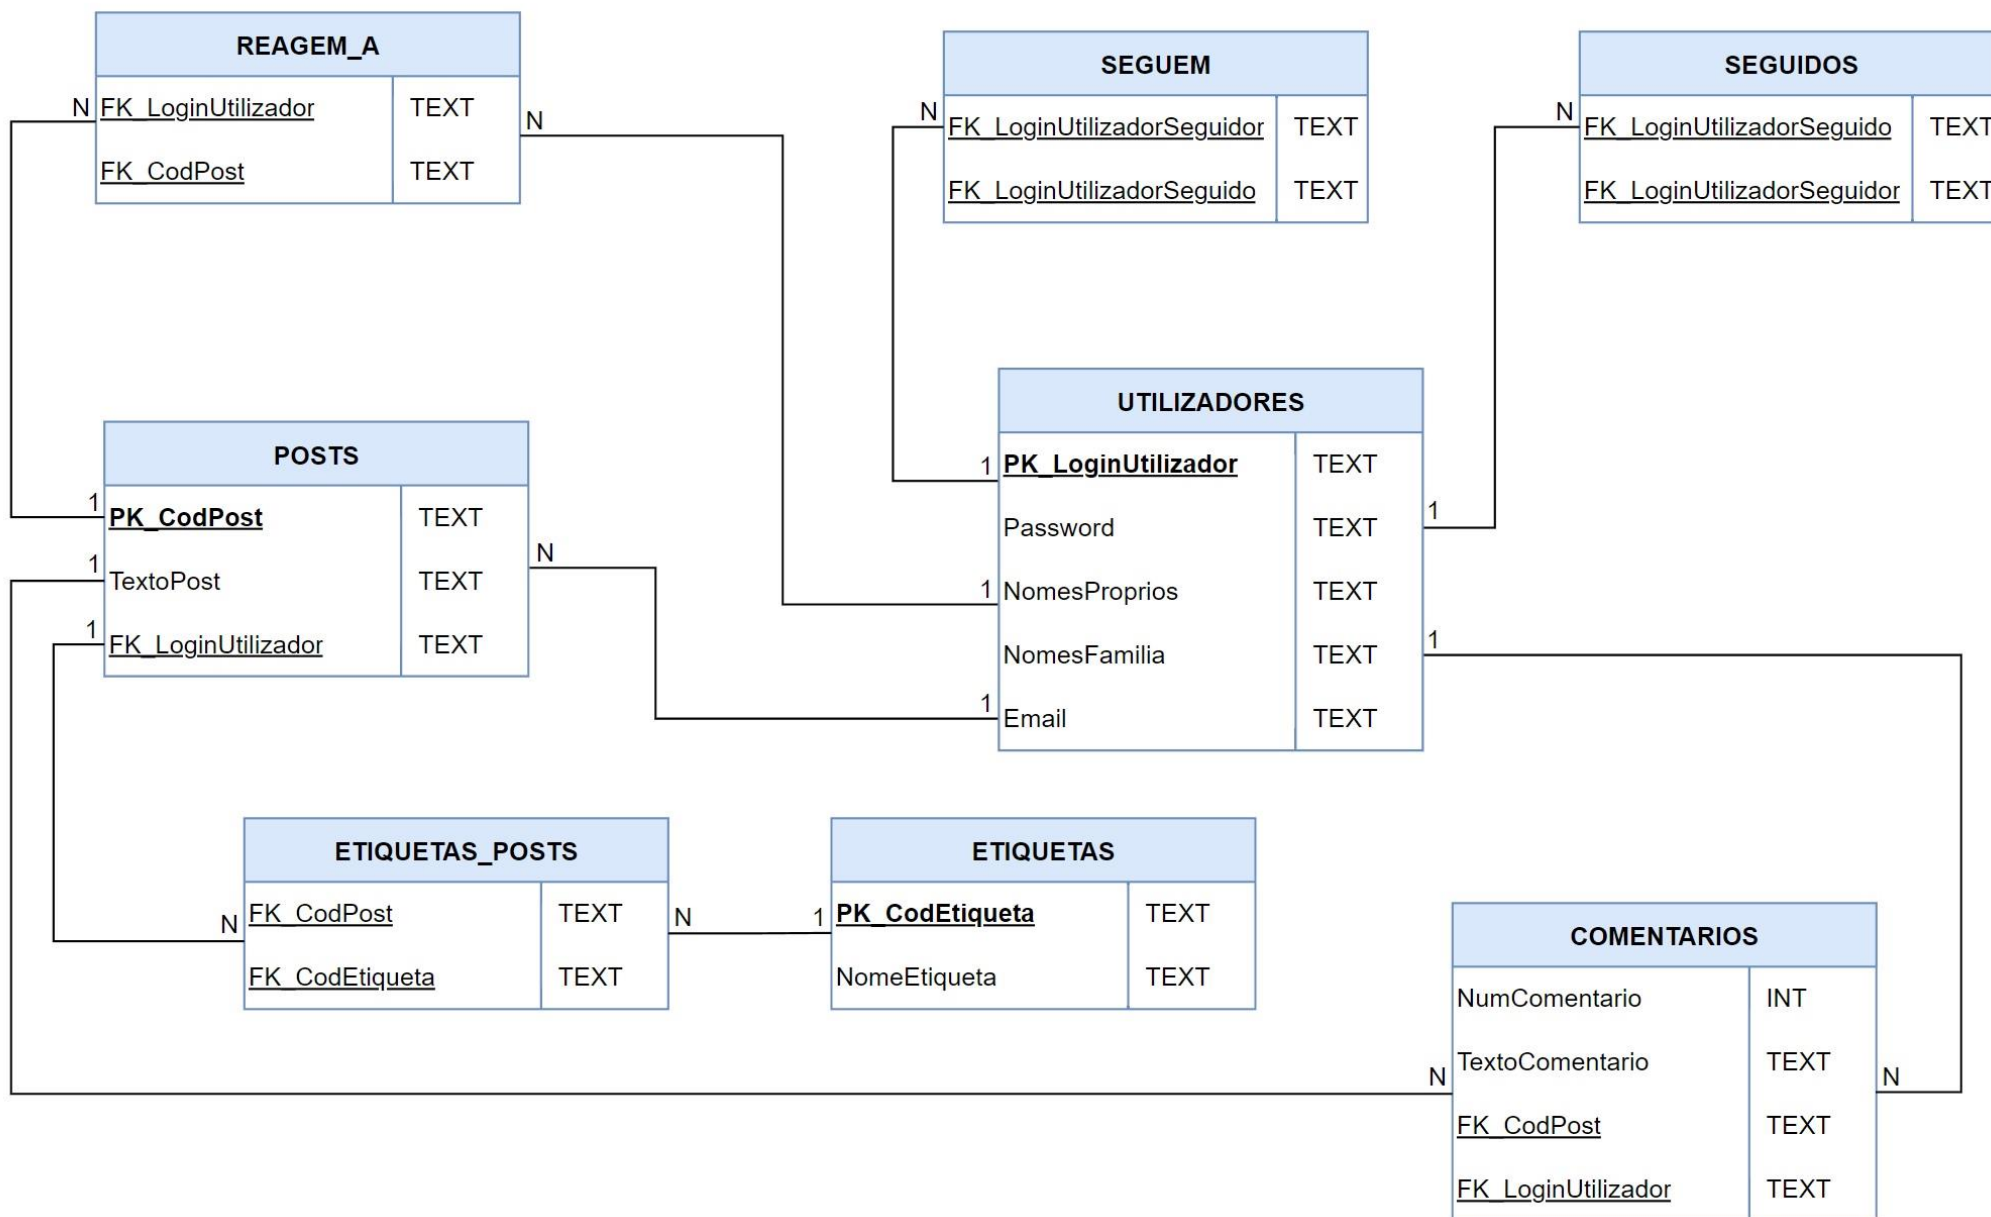 REAGEM_A
N FK_LoginUtilizador TEXT N
FK_CodPost TEXT
SEGUEM
N FK_LoginUtilizadorSeguidor TEXT
FK_LoginUtilizadorSeguido TEXT
SEGUIDOS
N FK_LoginUtilizadorSeguido TEXT
FK_LoginUtilizadorSeguidor TEXT
POSTS
1 PK_CodPost TEXT
N
1 TextoPost TEXT
1 FK_LoginUtilizador TEXT
UTILIZADORES
1 PK_LoginUtilizador TEXT
Password TEXT 1
1 NomesProprios TEXT
NomesFamilia TEXT 1
1 Email TEXT
ETIQUETAS_POSTS
N FK_CodPost TEXT N
FK_CodEtiqueta TEXT
ETIQUETAS
1 PK_CodEtiqueta TEXT
NomeEtiqueta TEXT
COMENTARIOS
NumComentario INT
TextoComentario TEXT
N N
FK_CodPost TEXT
FK_LoginUtilizador TEXT